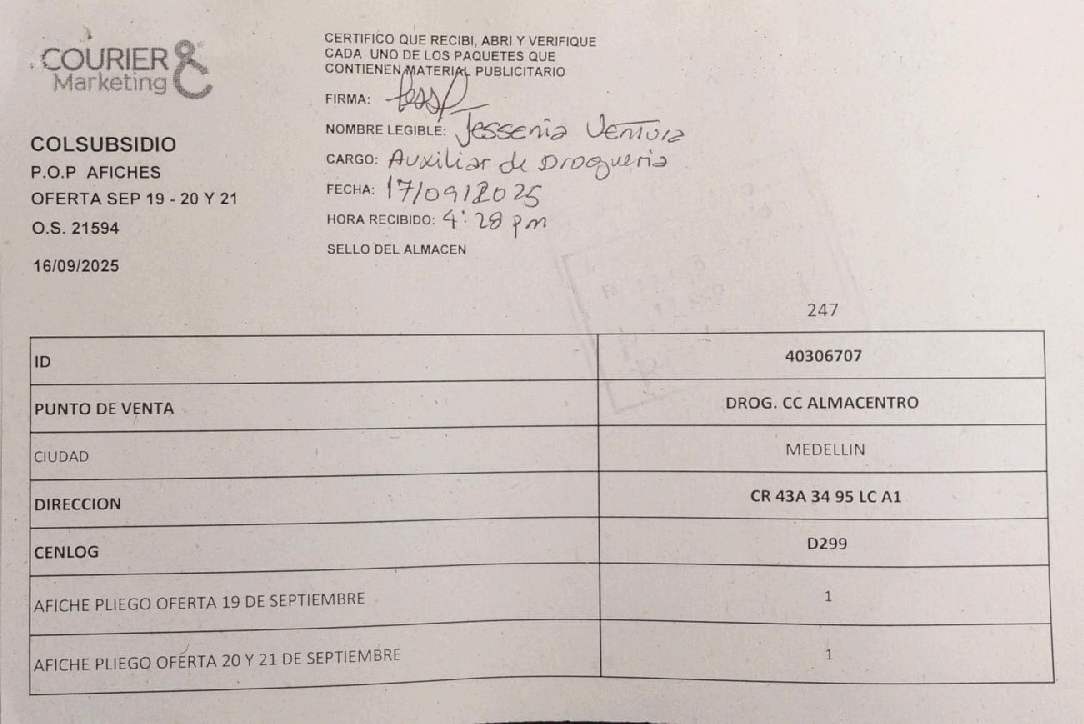 COURIER &
Marketing
COLSUBSIDIO
P.O.P AFICHES
OFERTA SEP 19 - 20 Y 21
O.S. 21594
16/09/2025
CERTIFICO QUE RECIBI, ABRI Y VERIFIQUE
CADA UNO DE LOS PAQUETES QUE
CONTIENEN MATERIAL PUBLICITARIO
FIRMA:
NOMBRE LEGIBLE: Jessenia Ventura
CARGO: Auxiliar de Drogueria
FECHA: 17/09/2025
HORA RECIBIDO: 4:28 pm
SELLO DEL ALMACEN
247
ID 40306707
PUNTO DE VENTA DROG. CC ALMACENTRO
CIUDAD MEDELLIN
DIRECCION CR 43A 34 95 LC A1
CENLOG D299
AFICHE PLIEGO OFERTA 19 DE SEPTIEMBRE 1
AFICHE PLIEGO OFERTA 20 Y 21 DE SEPTIEMBRE 1